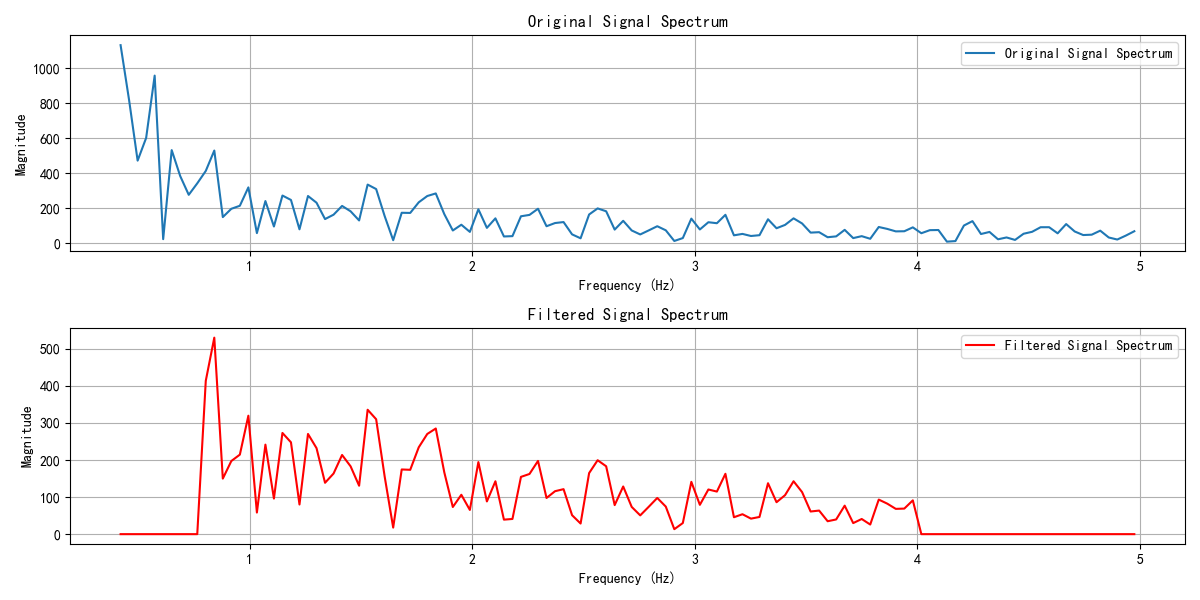 Original Signal Spectrum
Original Signal Spectrum
Magnitude
1000
800
600
400
200
0
1 2 3 4 5
Frequency (Hz)
Filtered Signal Spectrum
Filtered Signal Spectrum
Magnitude
500
400
300
200
100
0
1 2 3 4 5
Frequency (Hz)